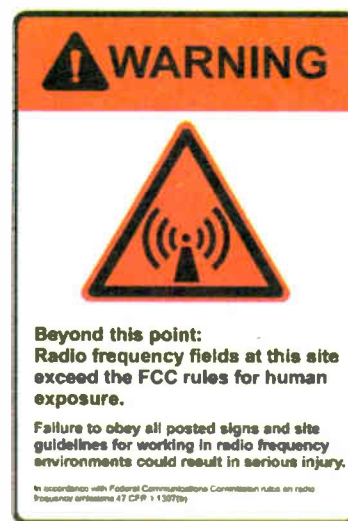 WARNING
Beyond this point:
Radio frequency fields at this site
exceed the FCC rules for human
exposure.
Failure to obey all posted signs and site
guidelines for working in radio frequency
environments could result in serious injury.
In accordance with Federal Communications Commission rules on radio
frequency emissions 47 CFR 1.1307(b)